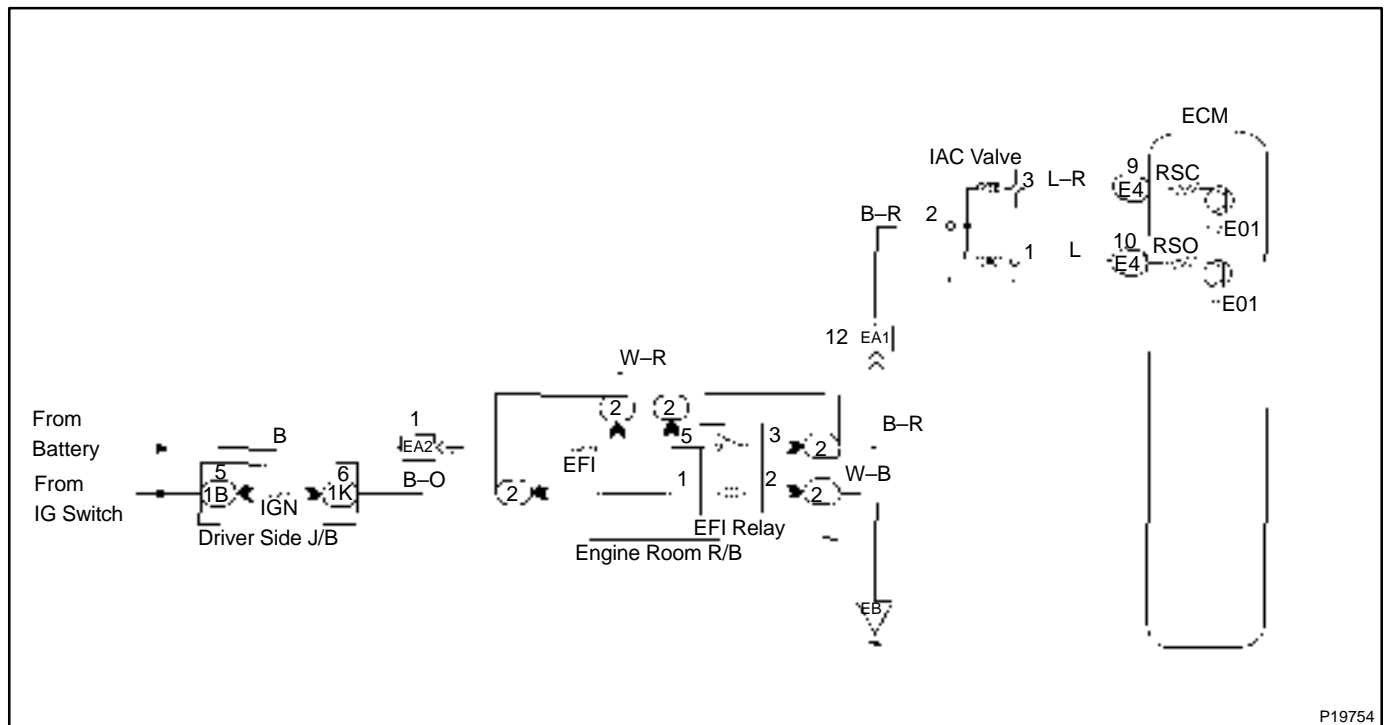 ECM
IAC Valve
3 L–R 9 RSC
E4
B–R 2
E01
10 RSO
1 L
E4
E01
12 EA1
W–R
2 2
From
Battery
B
1
EA2
5 3
2
B–R
EFI
From
IG Switch
5 6
1B IGN 1K
B–O
2
1 2
2
W–B
EFI Relay
Driver Side J/B
Engine Room R/B
EB
P19754